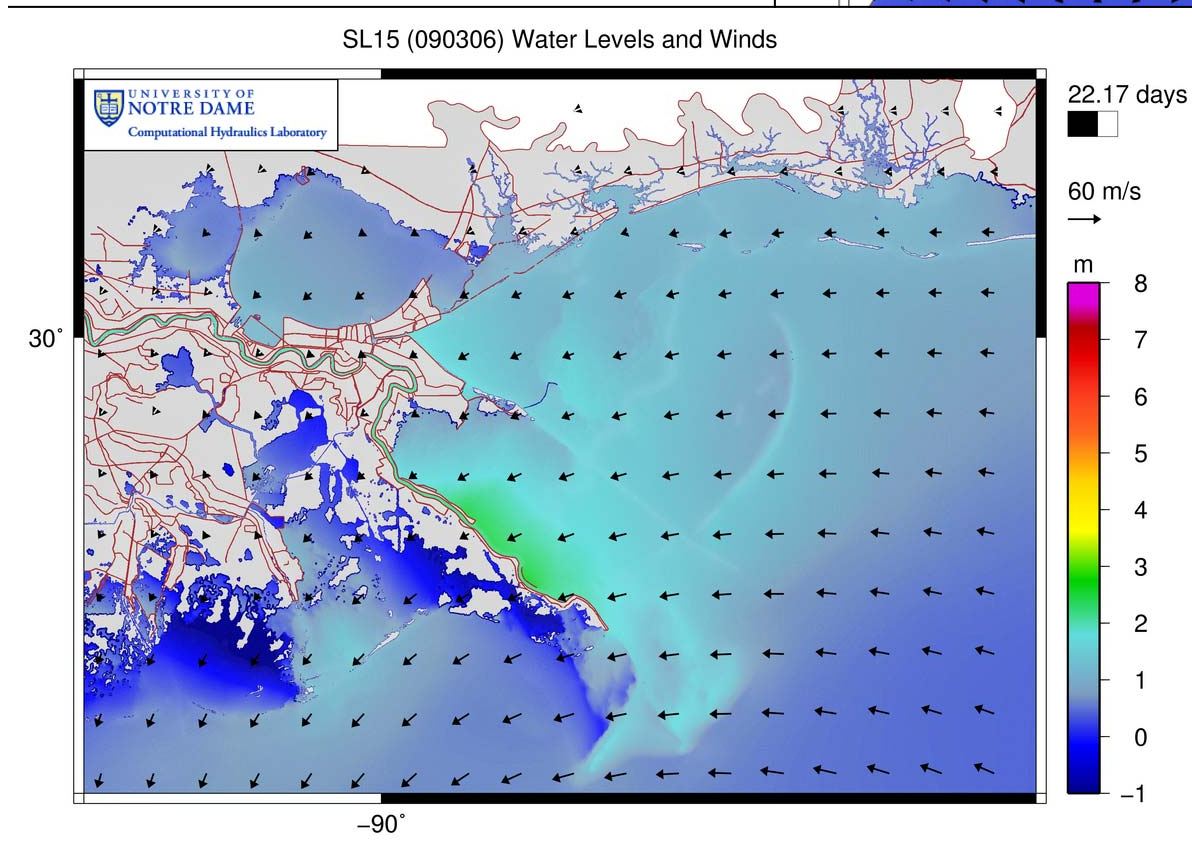 SL15 (090306) Water Levels and Winds
UNIVERSITY OF
NOTRE DAME
Computational Hydraulics Laboratory
22.17 days
60 m/s
m
8
7
6
5
4
3
2
1
0
−1
30°
−90°